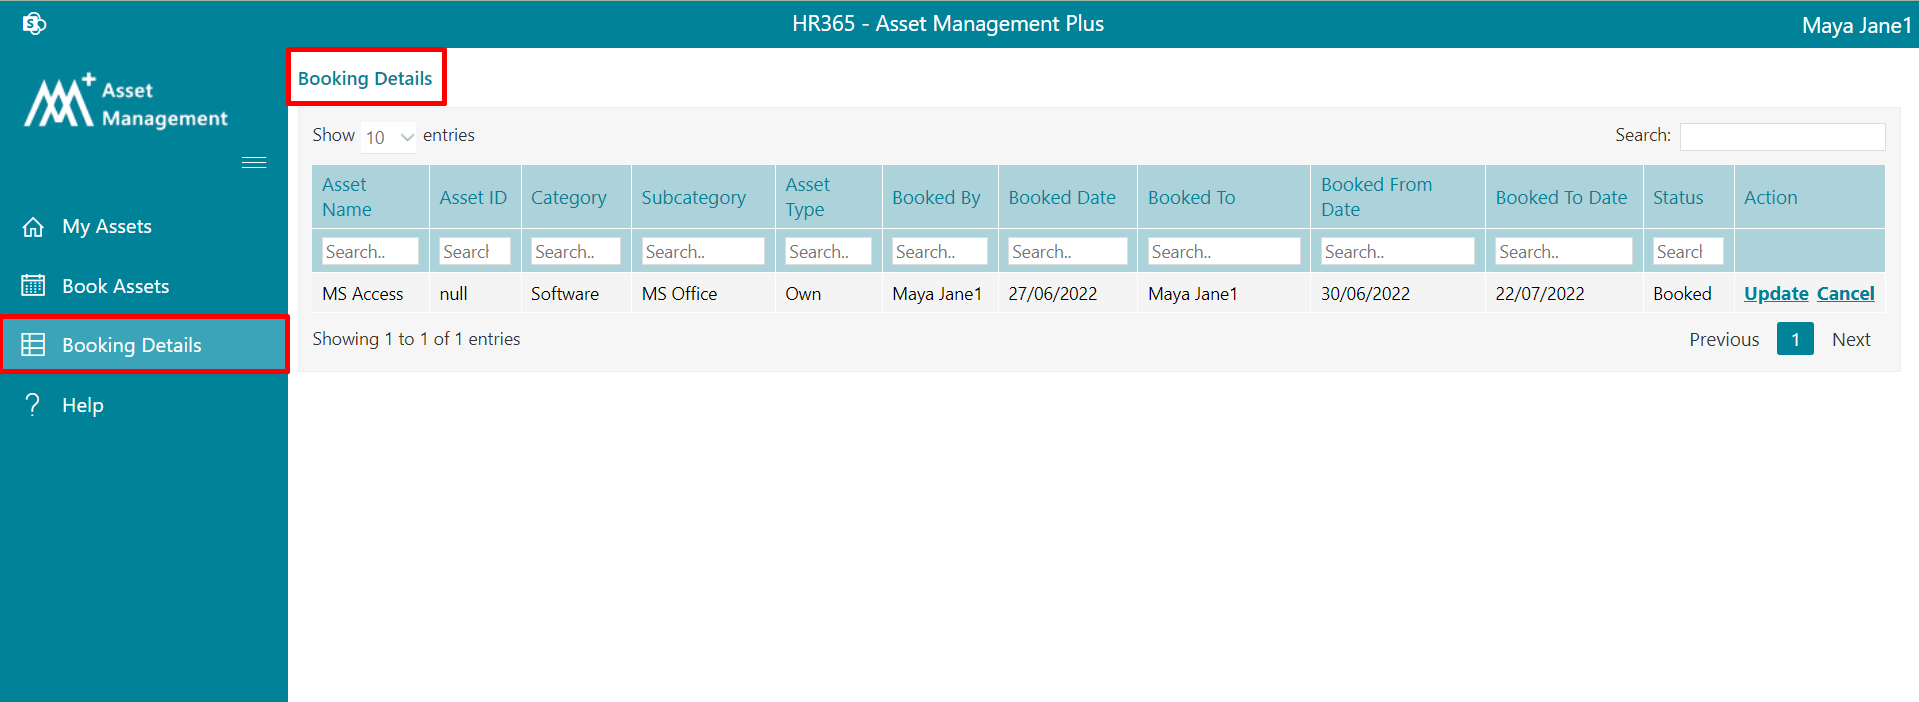 HR365 - Asset Management Plus
Maya Jane1
Asset
Management
My Assets
Book Assets
Booking Details
Help
Booking Details
Show 10 entries
Search:
Asset Name Asset ID Category Subcategory Asset Type Booked By Booked Date Booked To Booked From Date Booked To Date Status Action
Search.. Search Search.. Search.. Search.. Search.. Search.. Search.. Search.. Search.. Search
MS Access null Software MS Office Own Maya Jane1 27/06/2022 Maya Jane1 30/06/2022 22/07/2022 Booked Update Cancel
Showing 1 to 1 of 1 entries
Previous 1 Next